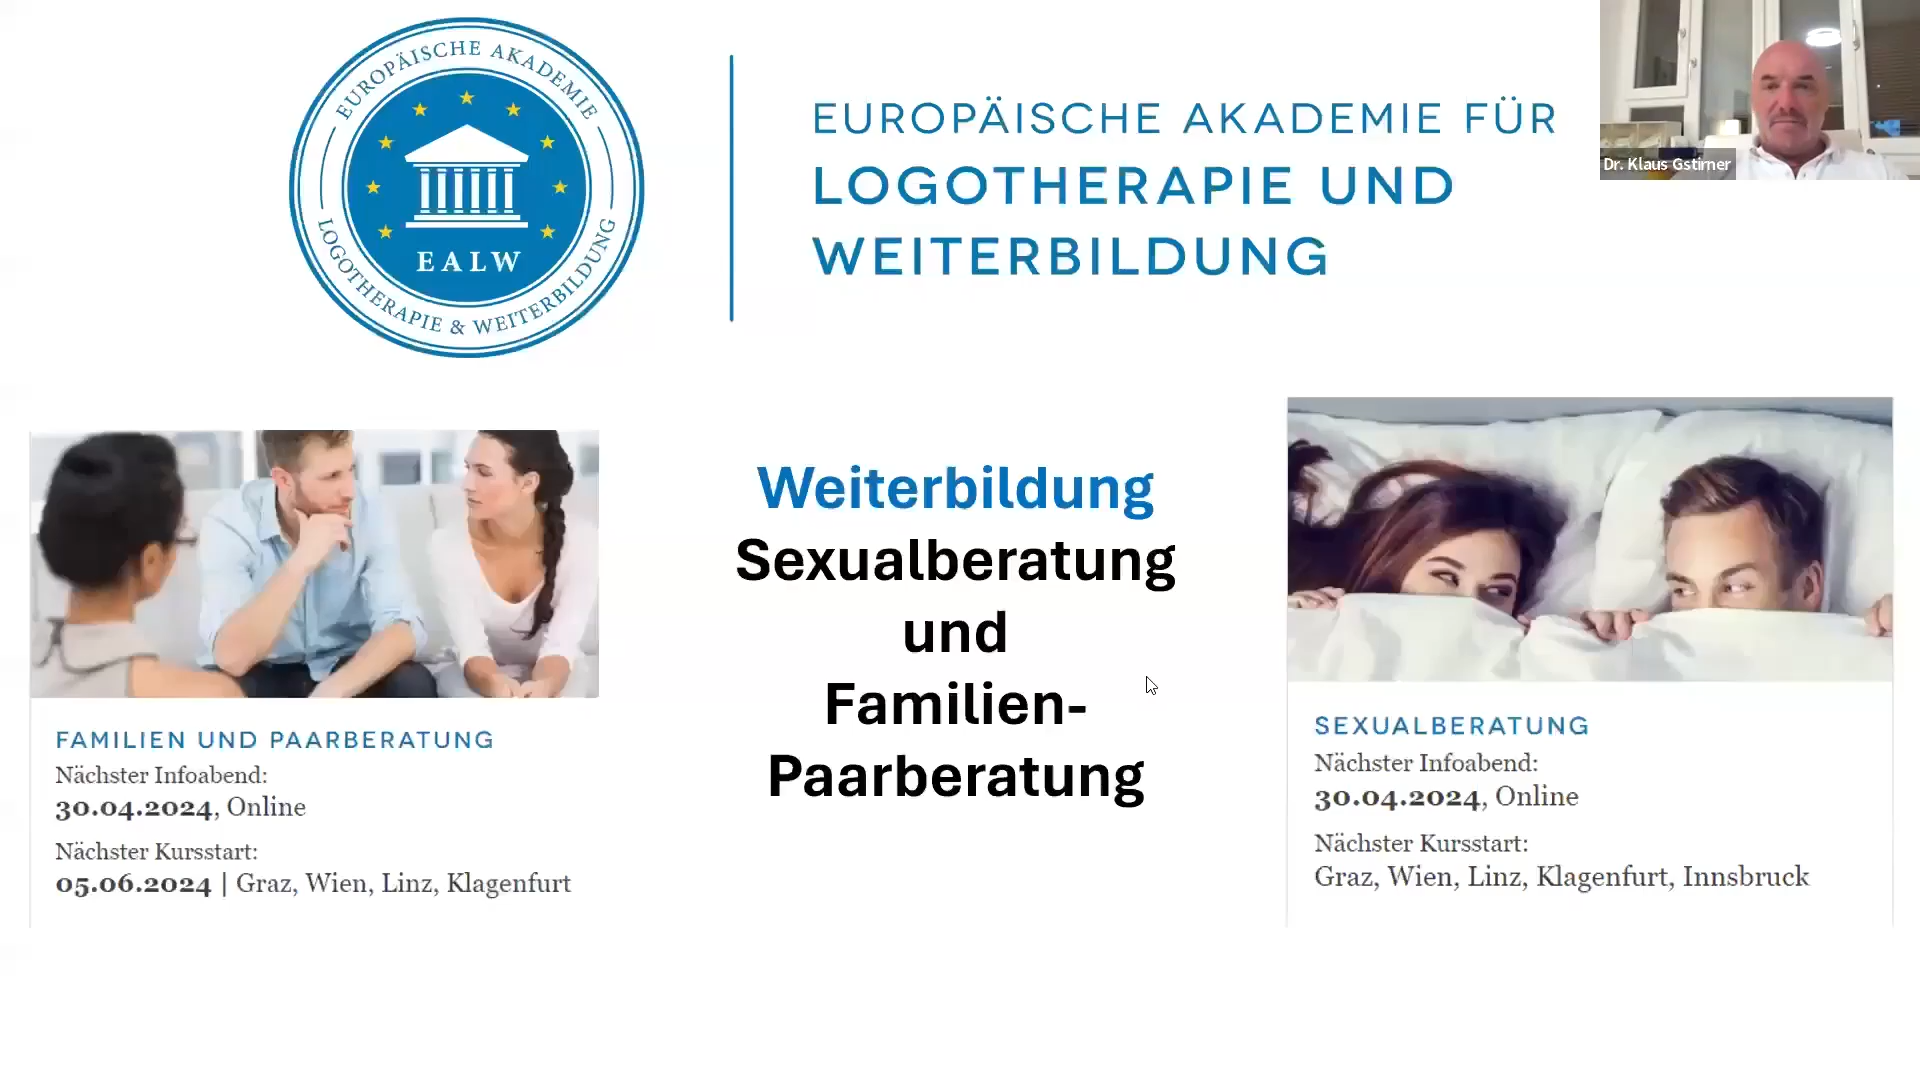 EUROPÄISCHE AKADEMIE
LOGOTHERAPIE & WEITERBILDUNG
EALW
EUROPÄISCHE AKADEMIE FÜR
LOGOTHERAPIE UND
WEITERBILDUNG
Dr. Klaus Gstirner
Weiterbildung
Sexualberatung
und
Familien-
Paarberatung
FAMILIEN UND PAARBERATUNG
Nächster Infoabend:
30.04.2024, Online
Nächster Kursstart:
05.06.2024 | Graz, Wien, Linz, Klagenfurt
SEXUALBERATUNG
Nächster Infoabend:
30.04.2024, Online
Nächster Kursstart:
Graz, Wien, Linz, Klagenfurt, Innsbruck